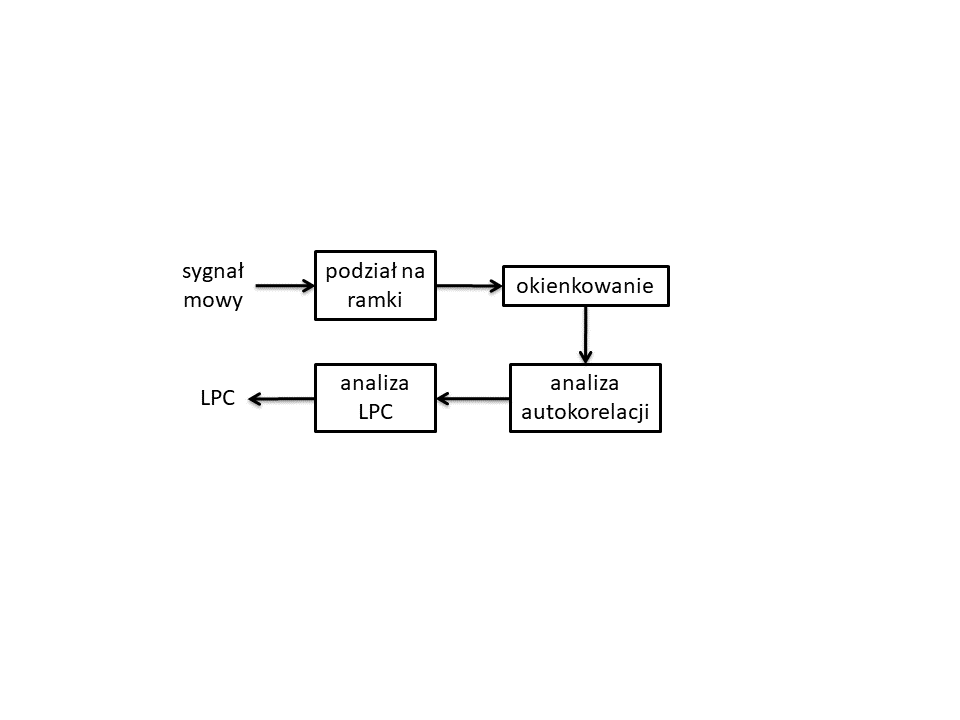 sygnał
mowy
podział na
ramki
okienkowanie
analiza
autokorelacji
analiza
LPC
LPC